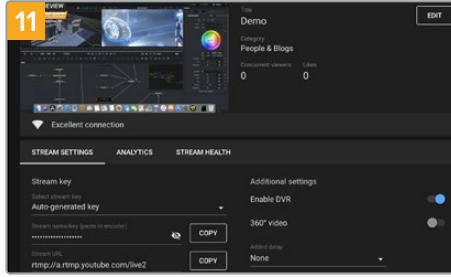 11
Title
Demo
EDIT
Category
People & Blogs
Concurrent viewers Likes
0 0
Excellent connection
STREAM SETTINGS ANALYTICS STREAM HEALTH
Stream key
Additional settings
Select stream key
Auto-generated key
Enable DVR
Stream name/key (paste in encoder)
COPY
360° video
Added delay
None
Stream URL
rtmp://a.rtmp.youtube.com/live2
COPY